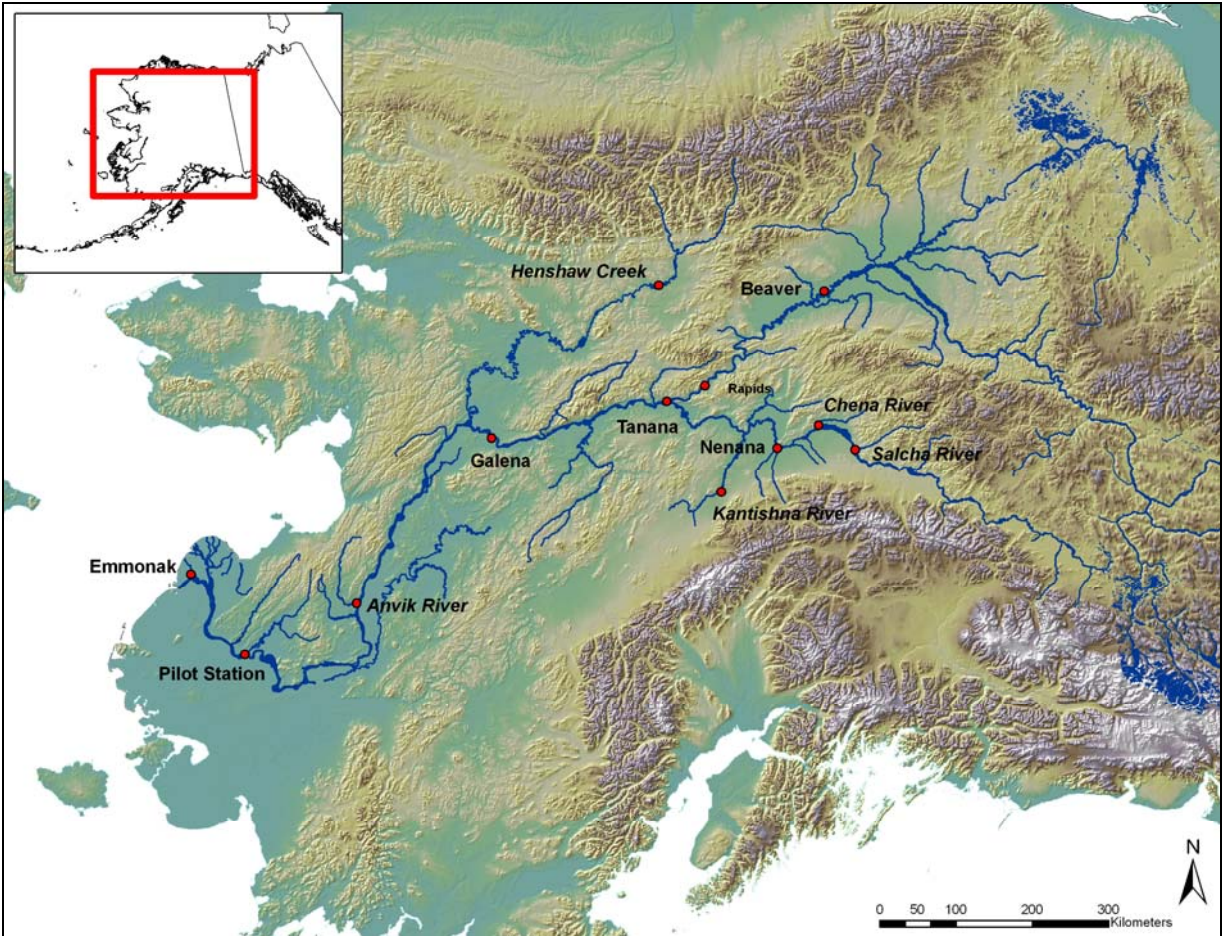 Henshaw Creek
Beaver
Rapids
Tanana
Chena River
Galena
Nenana
Salcha River
Kantishna River
Emmonak
Anvik River
Pilot Station
N
0 50 100 200 300
Kilometers